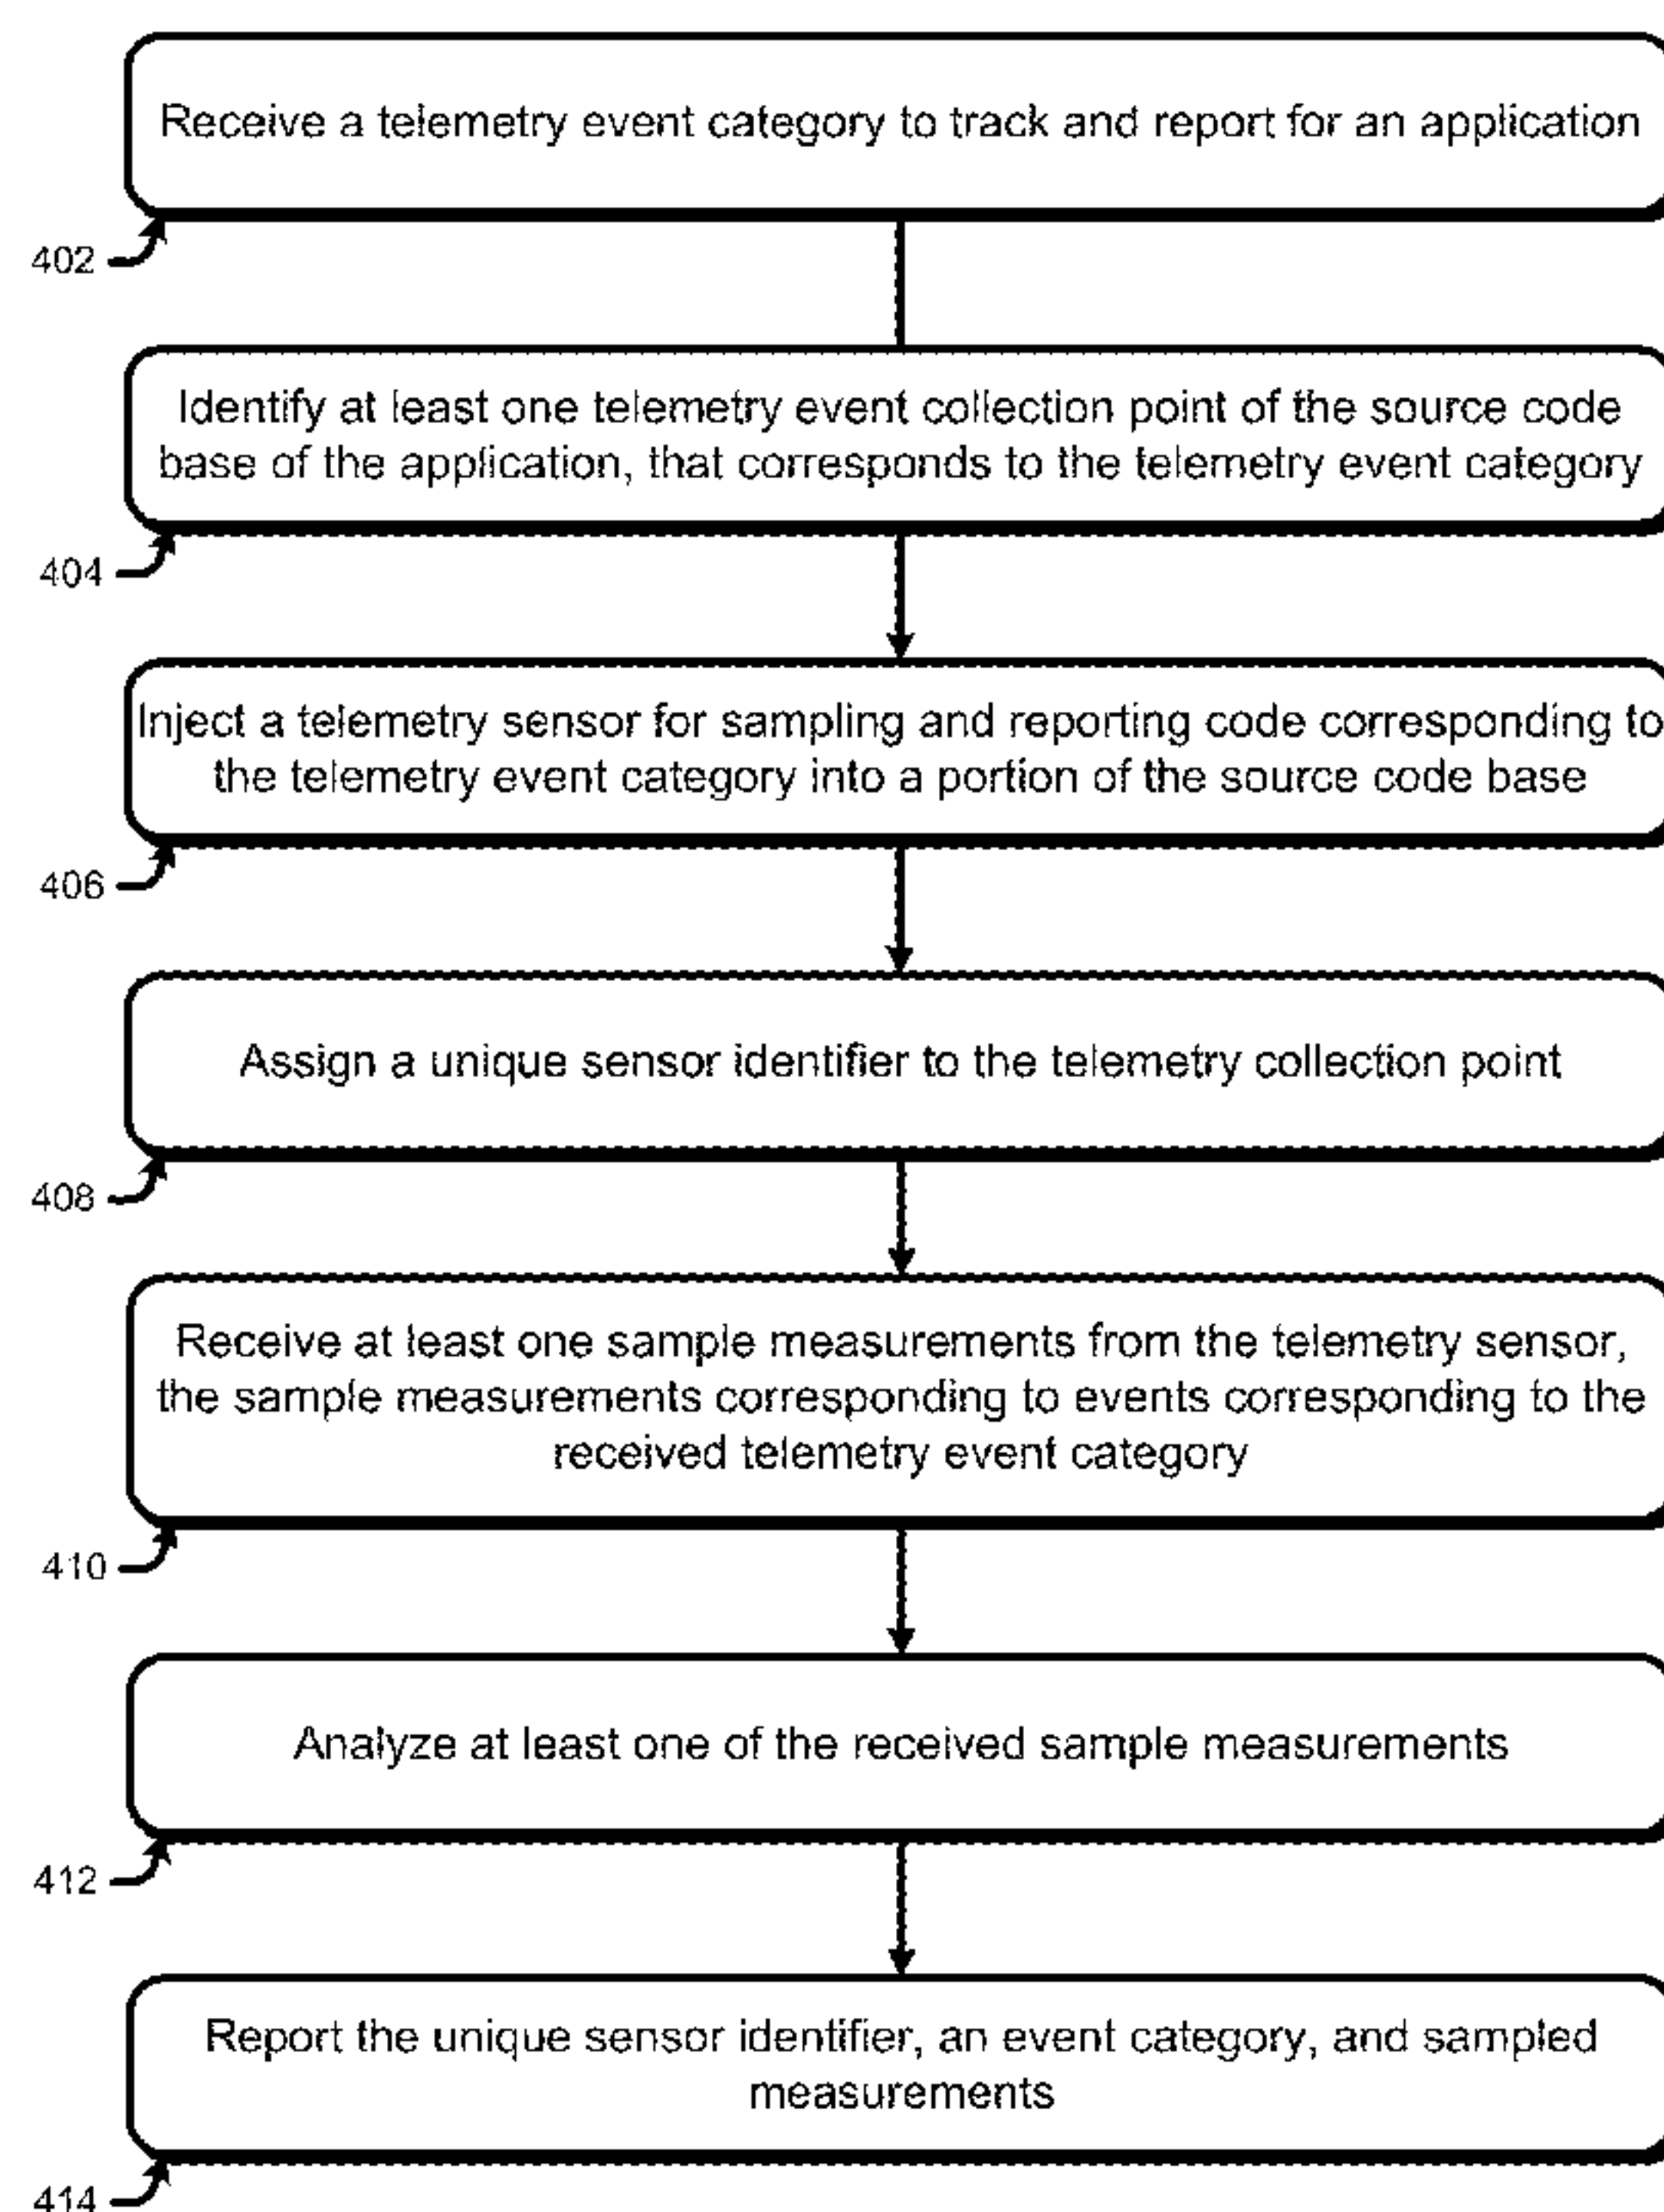 Receive a telemetry event category to track and report for an application
402
Identify at least one telemetry event collection point of the source code
base of the application, that corresponds to the telemetry event category
404
Inject a telemetry sensor for sampling and reporting code corresponding to
the telemetry event category into a portion of the source code base
406
Assign a unique sensor identifier to the telemetry collection point
408
Receive at least one sample measurements from the telemetry sensor,
the sample measurements corresponding to events corresponding to the
received telemetry event category
410
Analyze at least one of the received sample measurements
412
Report the unique sensor identifier, an event category, and sampled
measurements
414